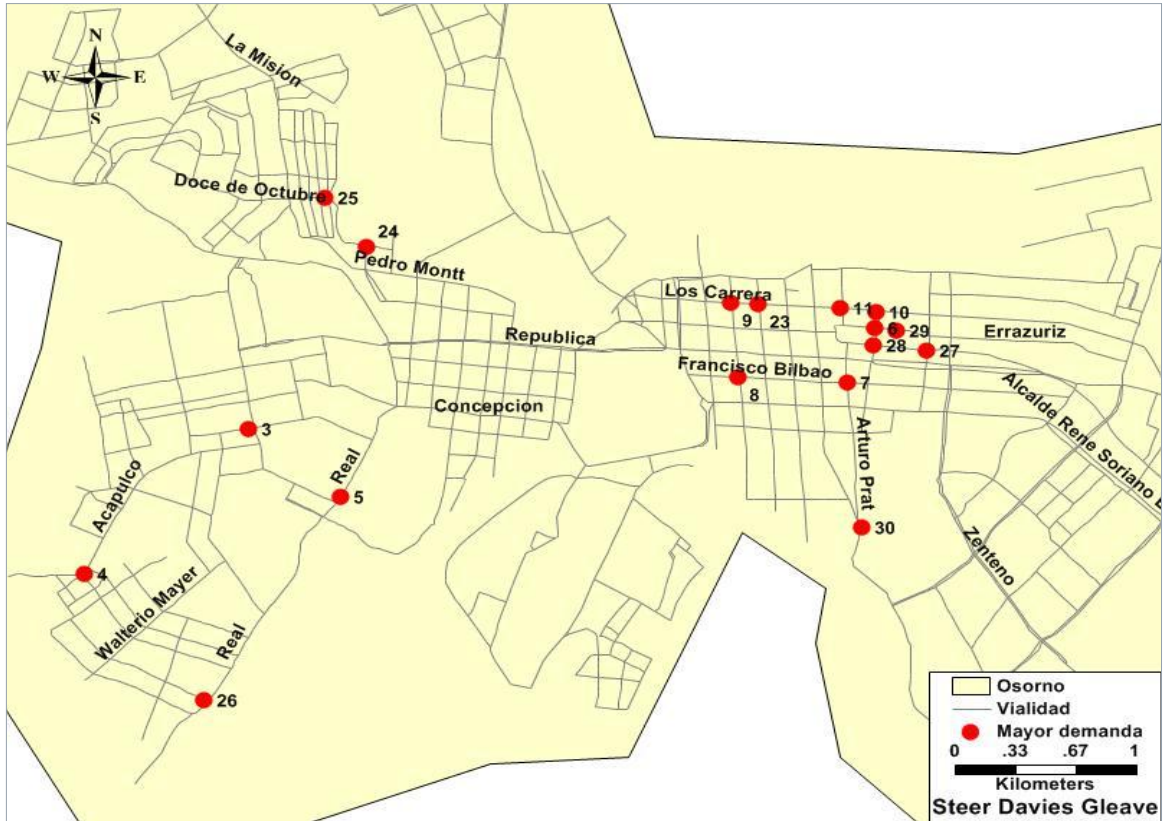 N
W E
S
La Mision
Doce de Octubre
25
24
Pedro Montt
Los Carrera
9
23
11
10
6
29
28
27
Errazuriz
Republica
Francisco Bilbao
8
7
Concepcion
Alcalde Rene Soriano
3
Real
5
Acapulco
Arturo Prat
30
4
Walterio Mayer
Zenteno
Real
26
Osorno
Vialidad
Mayor demanda
0 .33 .67 1
Kilometers
Steer Davies Gleave